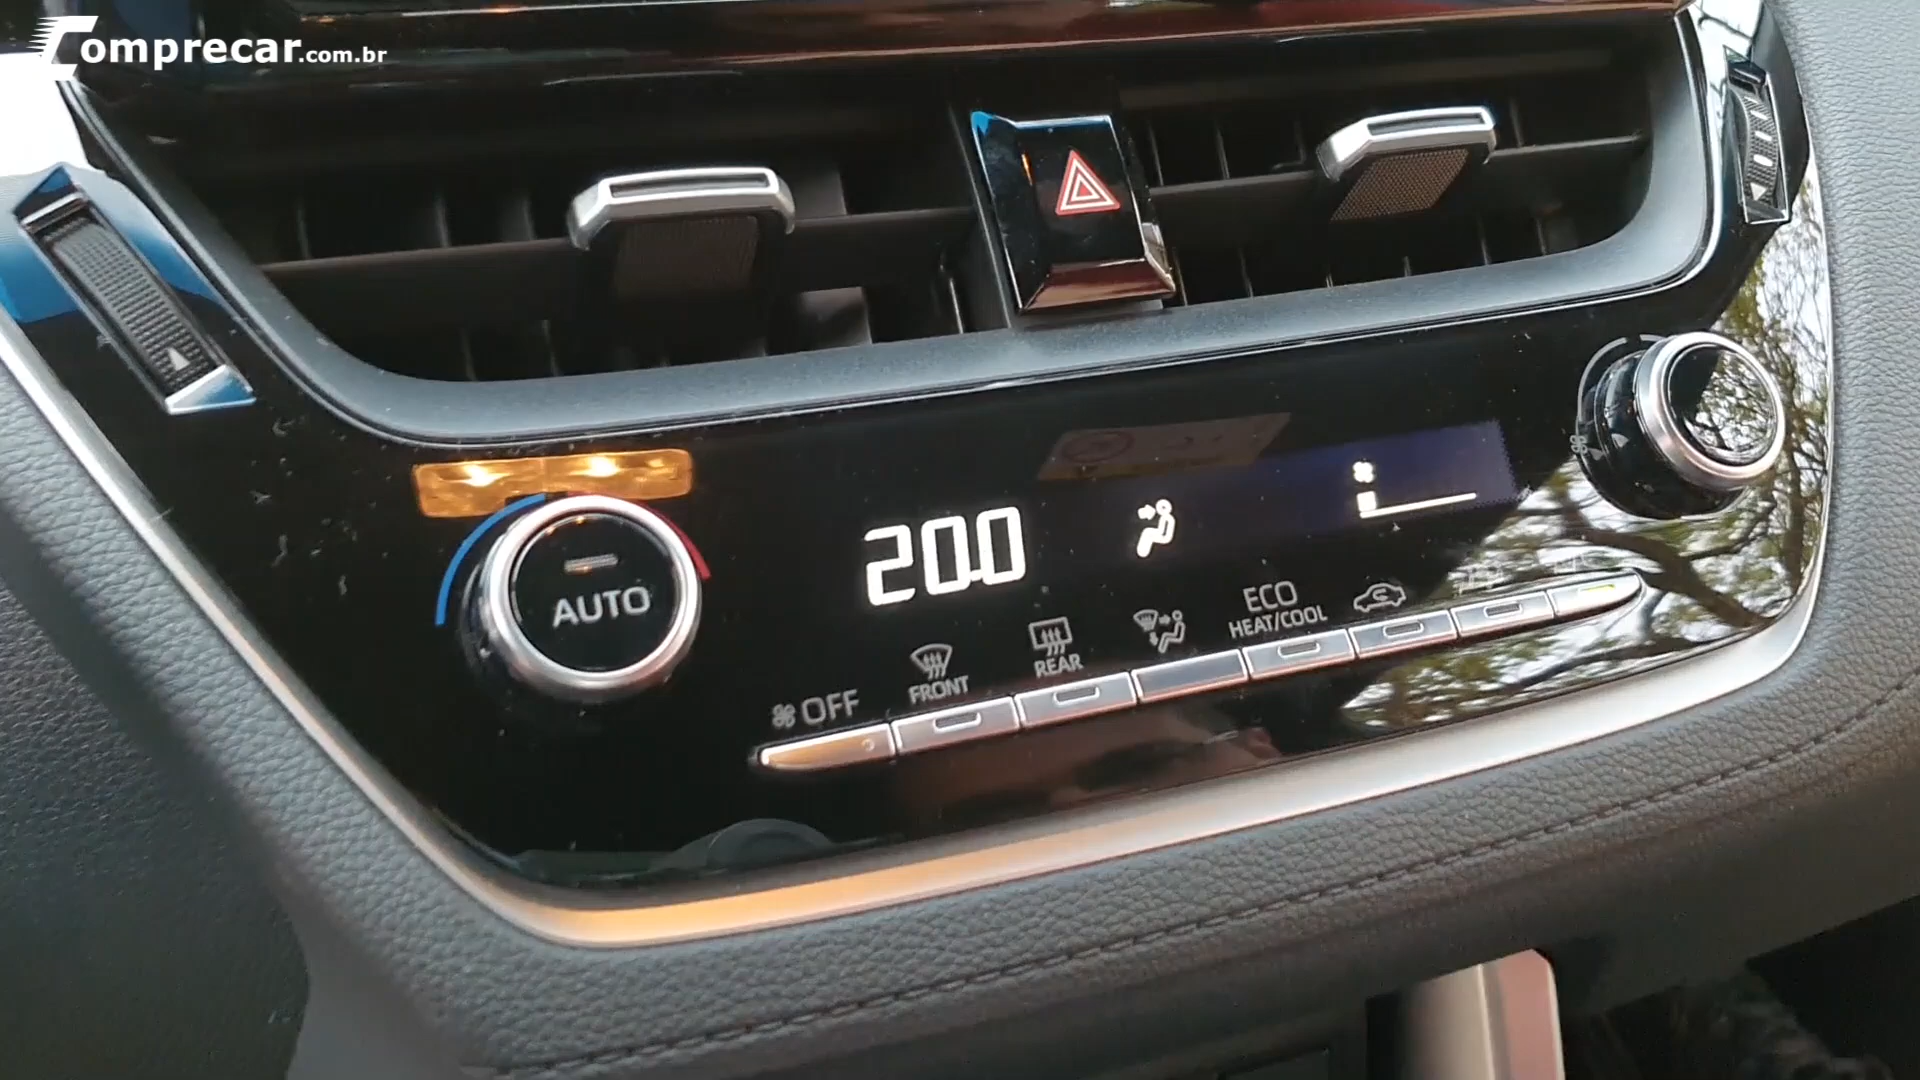 Comprecar.com.br
AUTO
20.0
OFF
FRONT
REAR
ECO
HEAT/COOL